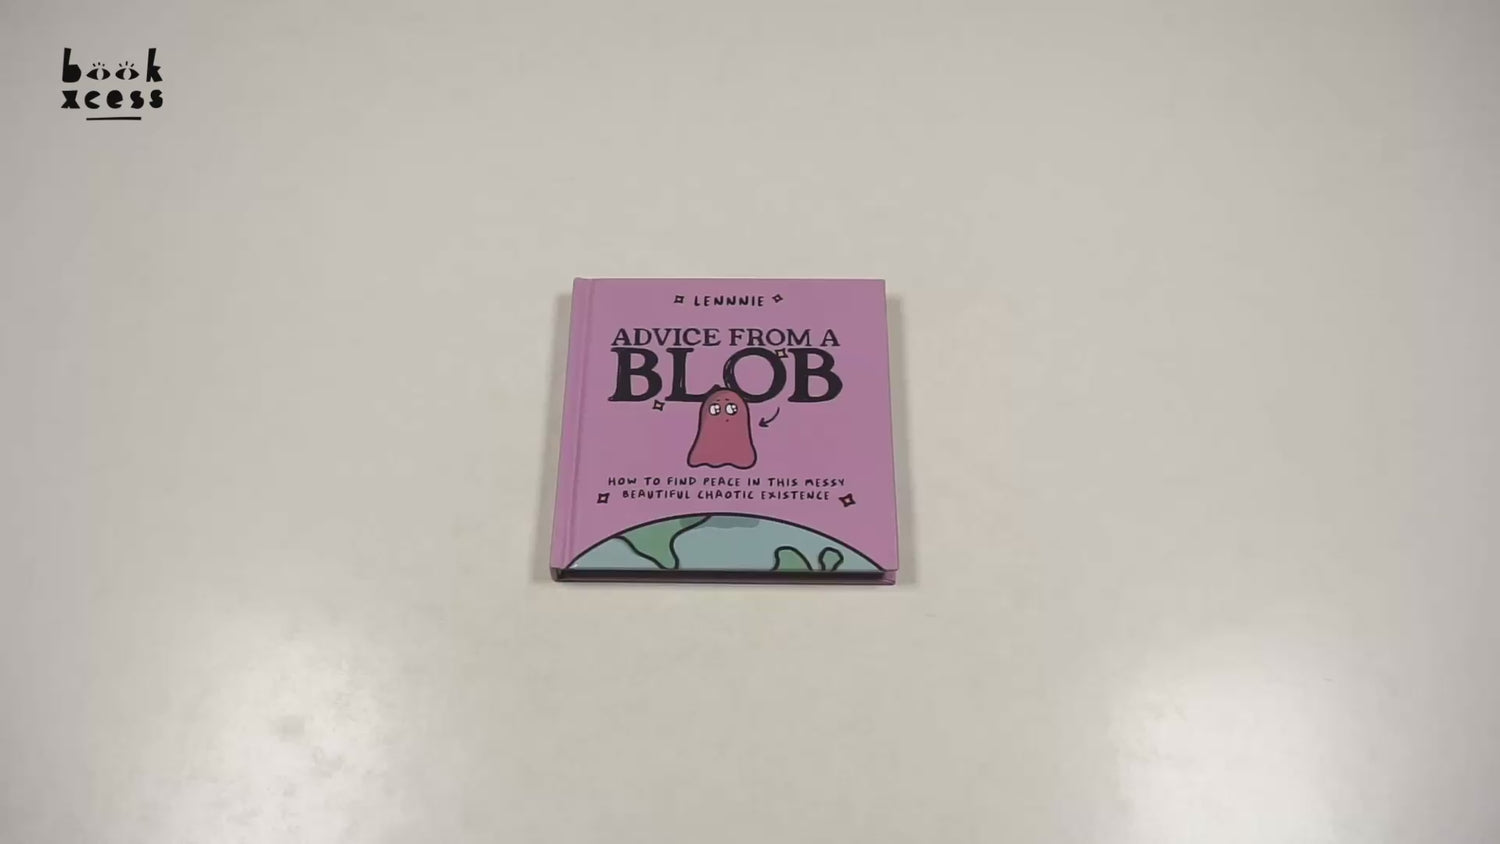 book
xcess
LENNNIE
ADVICE FROM A
BLOB
HOW TO FIND PEACE IN THIS MESSY
BEAUTIFUL CHAOTIC EXISTENCE